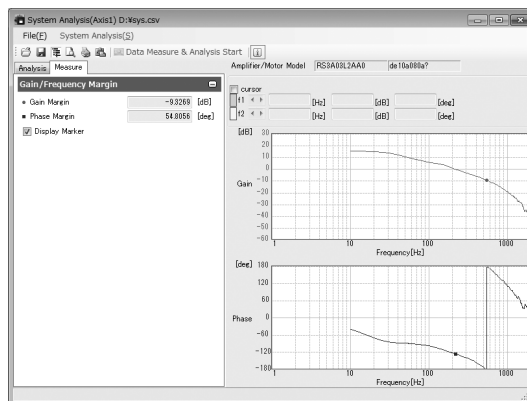 System Analysis(Axis1) D:¥sys.csv
File(F) System Analysis(S)
Data Measure & Analysis Start
Analysis Measure
Amplifier/Motor Model RS3A03L2AA0 de10a080a?
Gain/Frequency Margin
Gain Margin -9.3269 [dB]
Phase Margin 54.8056 [deg]
Display Marker
cursor
f1 [Hz] [dB] [deg]
f2 [Hz] [dB] [deg]
[dB] 30
20
10
0
-10
Gain -20
-30
-40
-50
-60
1 10 100 1000
Frequency[Hz]
[deg] 180
120
60
Phase 0
-60
-120
-180
1 10 100 1000
Frequency[Hz]